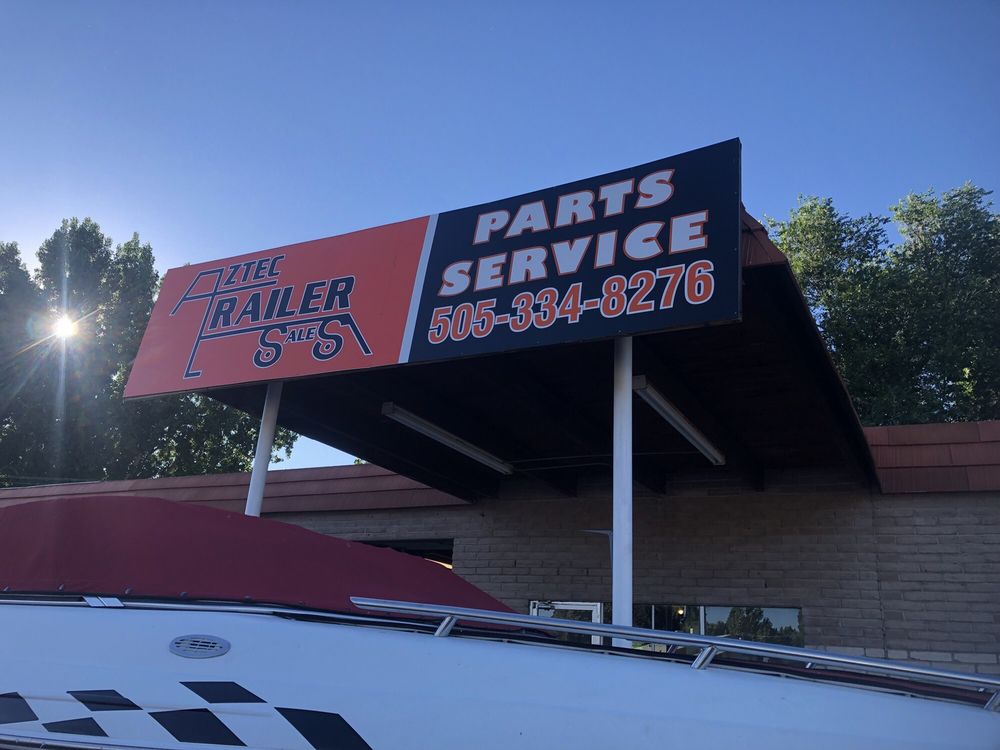 AZTEC
TRAILER
SALES
PARTS
SERVICE
505-334-8276